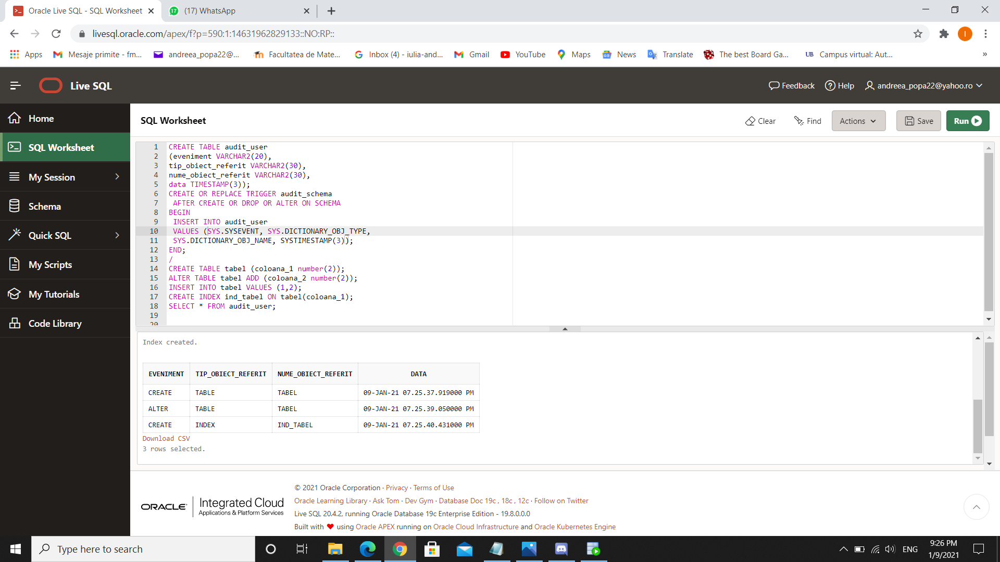 Oracle Live SQL - SQL Worksheet
17
(17) WhatsApp
livesql.oracle.com/apex/f?p=590:1:14631962829133::NO:RP::
I
Apps
Mesaje primite - fm...
andreea_popa22@...
Facultatea de Mate...
Inbox (4) - iulia-and...
Gmail
YouTube
Maps
News
Translate
The best Board Ga...
UB Campus virtual: Aut...
»
Live SQL
Feedback
Help
andreea_popa22@yahoo.ro
Home
SQL Worksheet
My Session
Schema
Quick SQL
My Scripts
My Tutorials
Code Library
SQL Worksheet
Clear
Find
Actions
Save
Run
1 CREATE TABLE audit_user
2 (eveniment VARCHAR2(20),
3 tip_obiect_referit VARCHAR2(30),
4 nume_obiect_referit VARCHAR2(30),
5 data TIMESTAMP(3));
6 CREATE OR REPLACE TRIGGER audit_schema
7 AFTER CREATE OR DROP OR ALTER ON SCHEMA
8 BEGIN
9 INSERT INTO audit_user
10 VALUES (SYS.SYSEVENT, SYS.DICTIONARY_OBJ_TYPE,
11 SYS.DICTIONARY_OBJ_NAME, SYSTIMESTAMP(3));
12 END;
13 /
14 CREATE TABLE tabel (coloana_1 number(2));
15 ALTER TABLE tabel ADD (coloana_2 number(2));
16 INSERT INTO tabel VALUES (1,2);
17 CREATE INDEX ind_tabel ON tabel(coloana_1);
18 SELECT * FROM audit_user;
19
20
Index created.
EVENIMENT TIP_OBIECT_REFERIT NUME_OBIECT_REFERIT DATA
CREATE TABLE TABEL 09-JAN-21 07.25.37.919000 PM
ALTER TABLE TABEL 09-JAN-21 07.25.39.050000 PM
CREATE INDEX IND_TABEL 09-JAN-21 07.25.40.431000 PM
Download CSV
3 rows selected.
ORACLE
Integrated Cloud
Applications & Platform Services
© 2021 Oracle Corporation · Privacy · Terms of Use
Oracle Learning Library · Ask Tom · Dev Gym · Database Doc 19c , 18c , 12c · Follow on Twitter
Live SQL 20.4.2, running Oracle Database 19c Enterprise Edition - 19.8.0.0.0
Built with ❤ using Oracle APEX running on Oracle Cloud Infrastructure and Oracle Kubernetes Engine
Type here to search
ENG
9:26 PM
1/9/2021